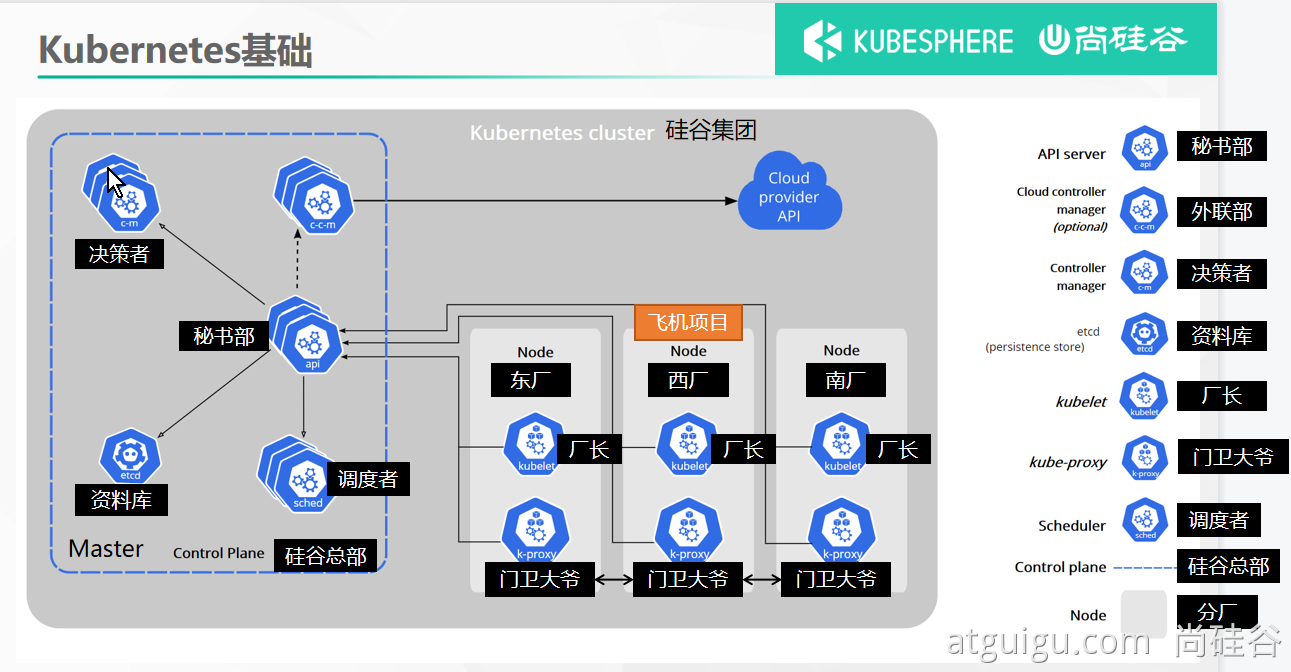 Kubernetes基础
KUBESPHERE 尚硅谷
Kubernetes cluster 硅谷集团
c-m
决策者
c-c-m
Cloud
provider
API
秘书部
api
etcd
资料库
sched
调度者
Master
Control Plane
硅谷总部
飞机项目
Node
东厂
kubelet
厂长
k-proxy
门卫大爷
Node
西厂
kubelet
厂长
k-proxy
门卫大爷
Node
南厂
kubelet
厂长
k-proxy
门卫大爷
API server
api
秘书部
Cloud controller
manager
(optional)
c-c-m
外联部
Controller
manager
c-m
决策者
etcd
(persistence store)
etcd
资料库
kubelet
kubelet
厂长
kube-proxy
k-proxy
门卫大爷
Scheduler
sched
调度者
Control plane
硅谷总部
Node
分厂
atguigu.com 尚硅谷